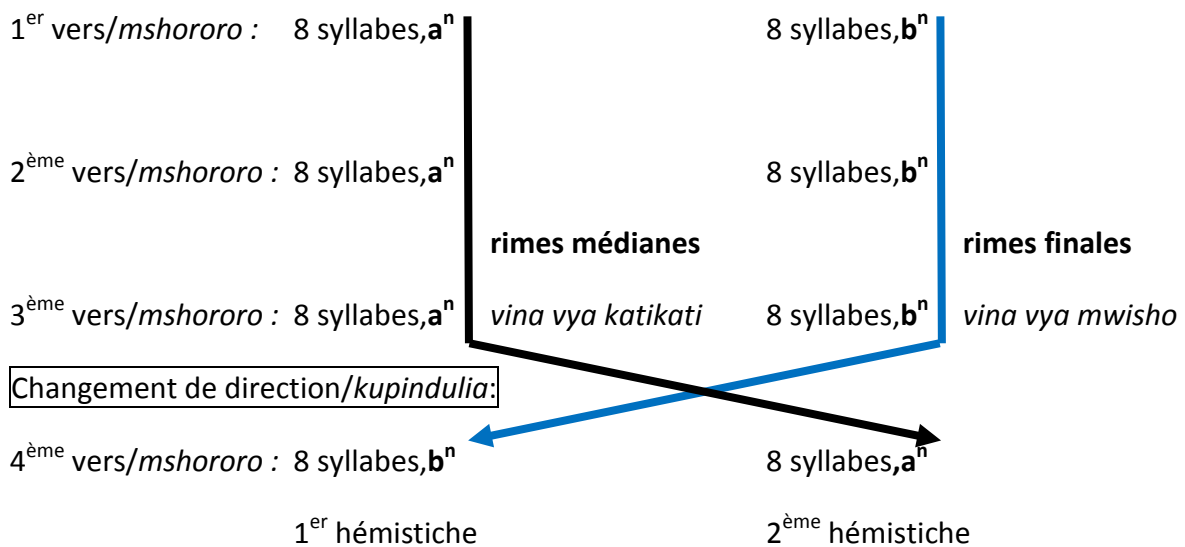 1er vers/mshororo : 8 syllabes,an 8 syllabes,bn
2ème vers/mshororo : 8 syllabes,an 8 syllabes,bn
rimes médianes rimes finales
3ème vers/mshororo : 8 syllabes,an vina vya katikati 8 syllabes,bn vina vya mwisho
Changement de direction/kupindulia:
4ème vers/mshororo : 8 syllabes,bn 8 syllabes,an
1er hémistiche 2ème hémistiche